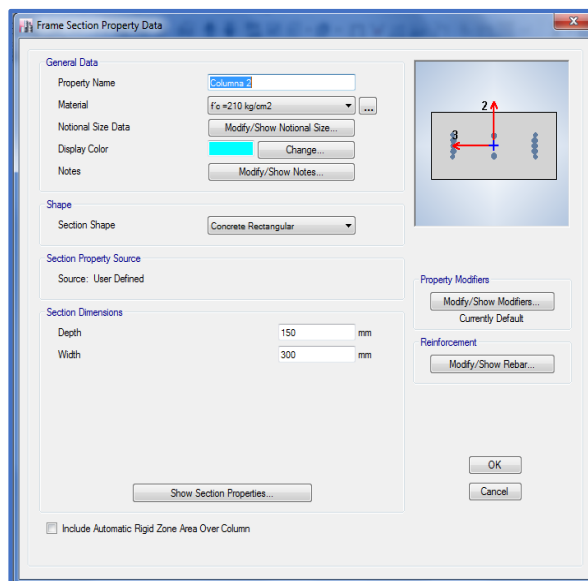 Frame Section Property Data
X
General Data
Property Name
Columna 2
Material
f'c =210 kg/cm2
...
Notional Size Data
Modify/Show Notional Size...
Display Color
Change...
Notes
Modify/Show Notes...
2
3
Shape
Section Shape
Concrete Rectangular
Section Property Source
Source: User Defined
Property Modifiers
Modify/Show Modifiers...
Currently Default
Section Dimensions
Depth
150
mm
Width
300
mm
Reinforcement
Modify/Show Rebar...
Show Section Properties...
OK
Cancel
Include Automatic Rigid Zone Area Over Column